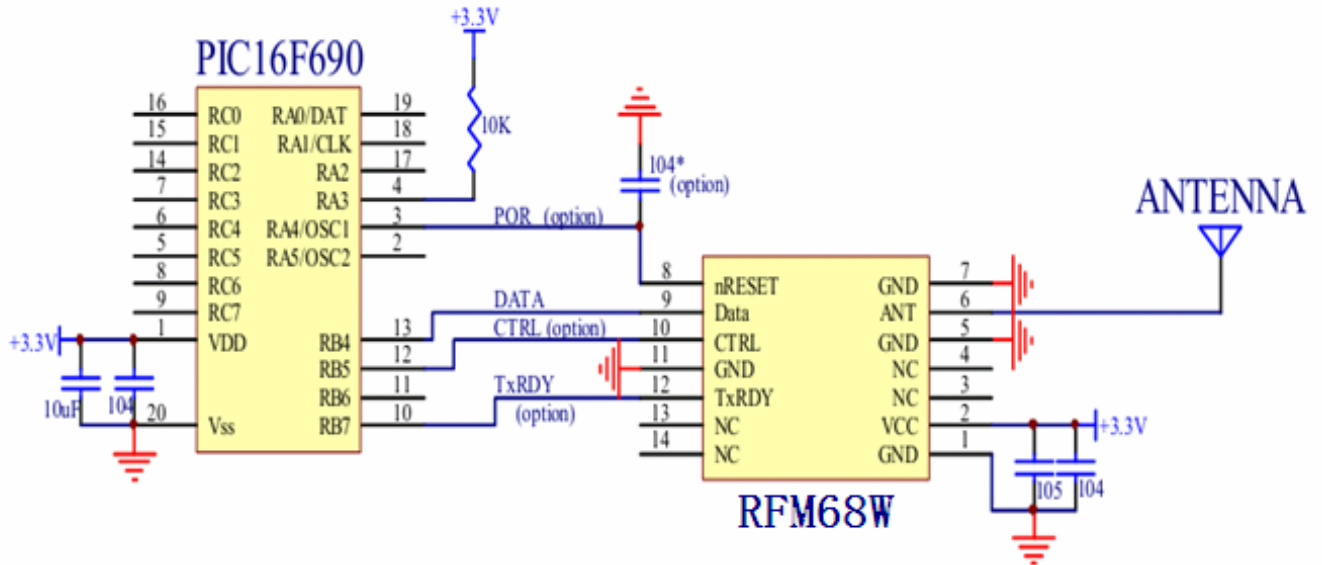 +3.3V
PIC16F690
16 RC0 RA0/DAT 19
15 RC1 RA1/CLK 18
14 RC2 RA2 17
7 RC3 RA3 4
6 RC4 RA4/OSC1 3
5 RC5 RA5/OSC2 2
8 RC6
9 RC7
1 VDD RB4 13
RB5 12
RB6 11
20 Vss RB7 10
+3.3V
10uF
104
10K
104*
(option)
POR (option)
DATA
CTRL (option)
TxRDY
(option)
ANTENNA
8 nRESET GND 7
9 Data ANT 6
10 CTRL GND 5
11 GND NC 4
12 TxRDY NC 3
13 NC VCC 2
14 NC GND 1
+3.3V
105
104
RFM68W